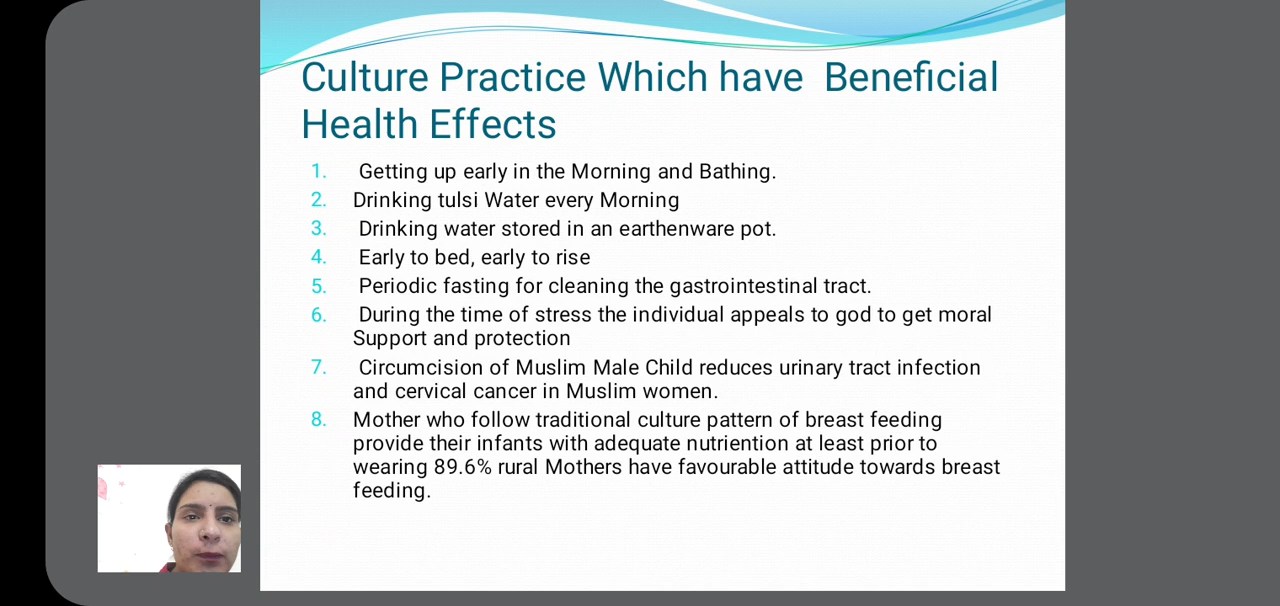 Culture Practice Which have  Beneficial
Health Effects
1. Getting up early in the Morning and Bathing.
2. Drinking tulsi Water every Morning
3. Drinking water stored in an earthenware pot.
4. Early to bed, early to rise
5. Periodic fasting for cleaning the gastrointestinal tract.
6. During the time of stress the individual appeals to god to get moral
Support and protection
7. Circumcision of Muslim Male Child reduces urinary tract infection
and cervical cancer in Muslim women.
8. Mother who follow traditional culture pattern of breast feeding
provide their infants with adequate nutriention at least prior to
wearing 89.6% rural Mothers have favourable attitude towards breast
feeding.